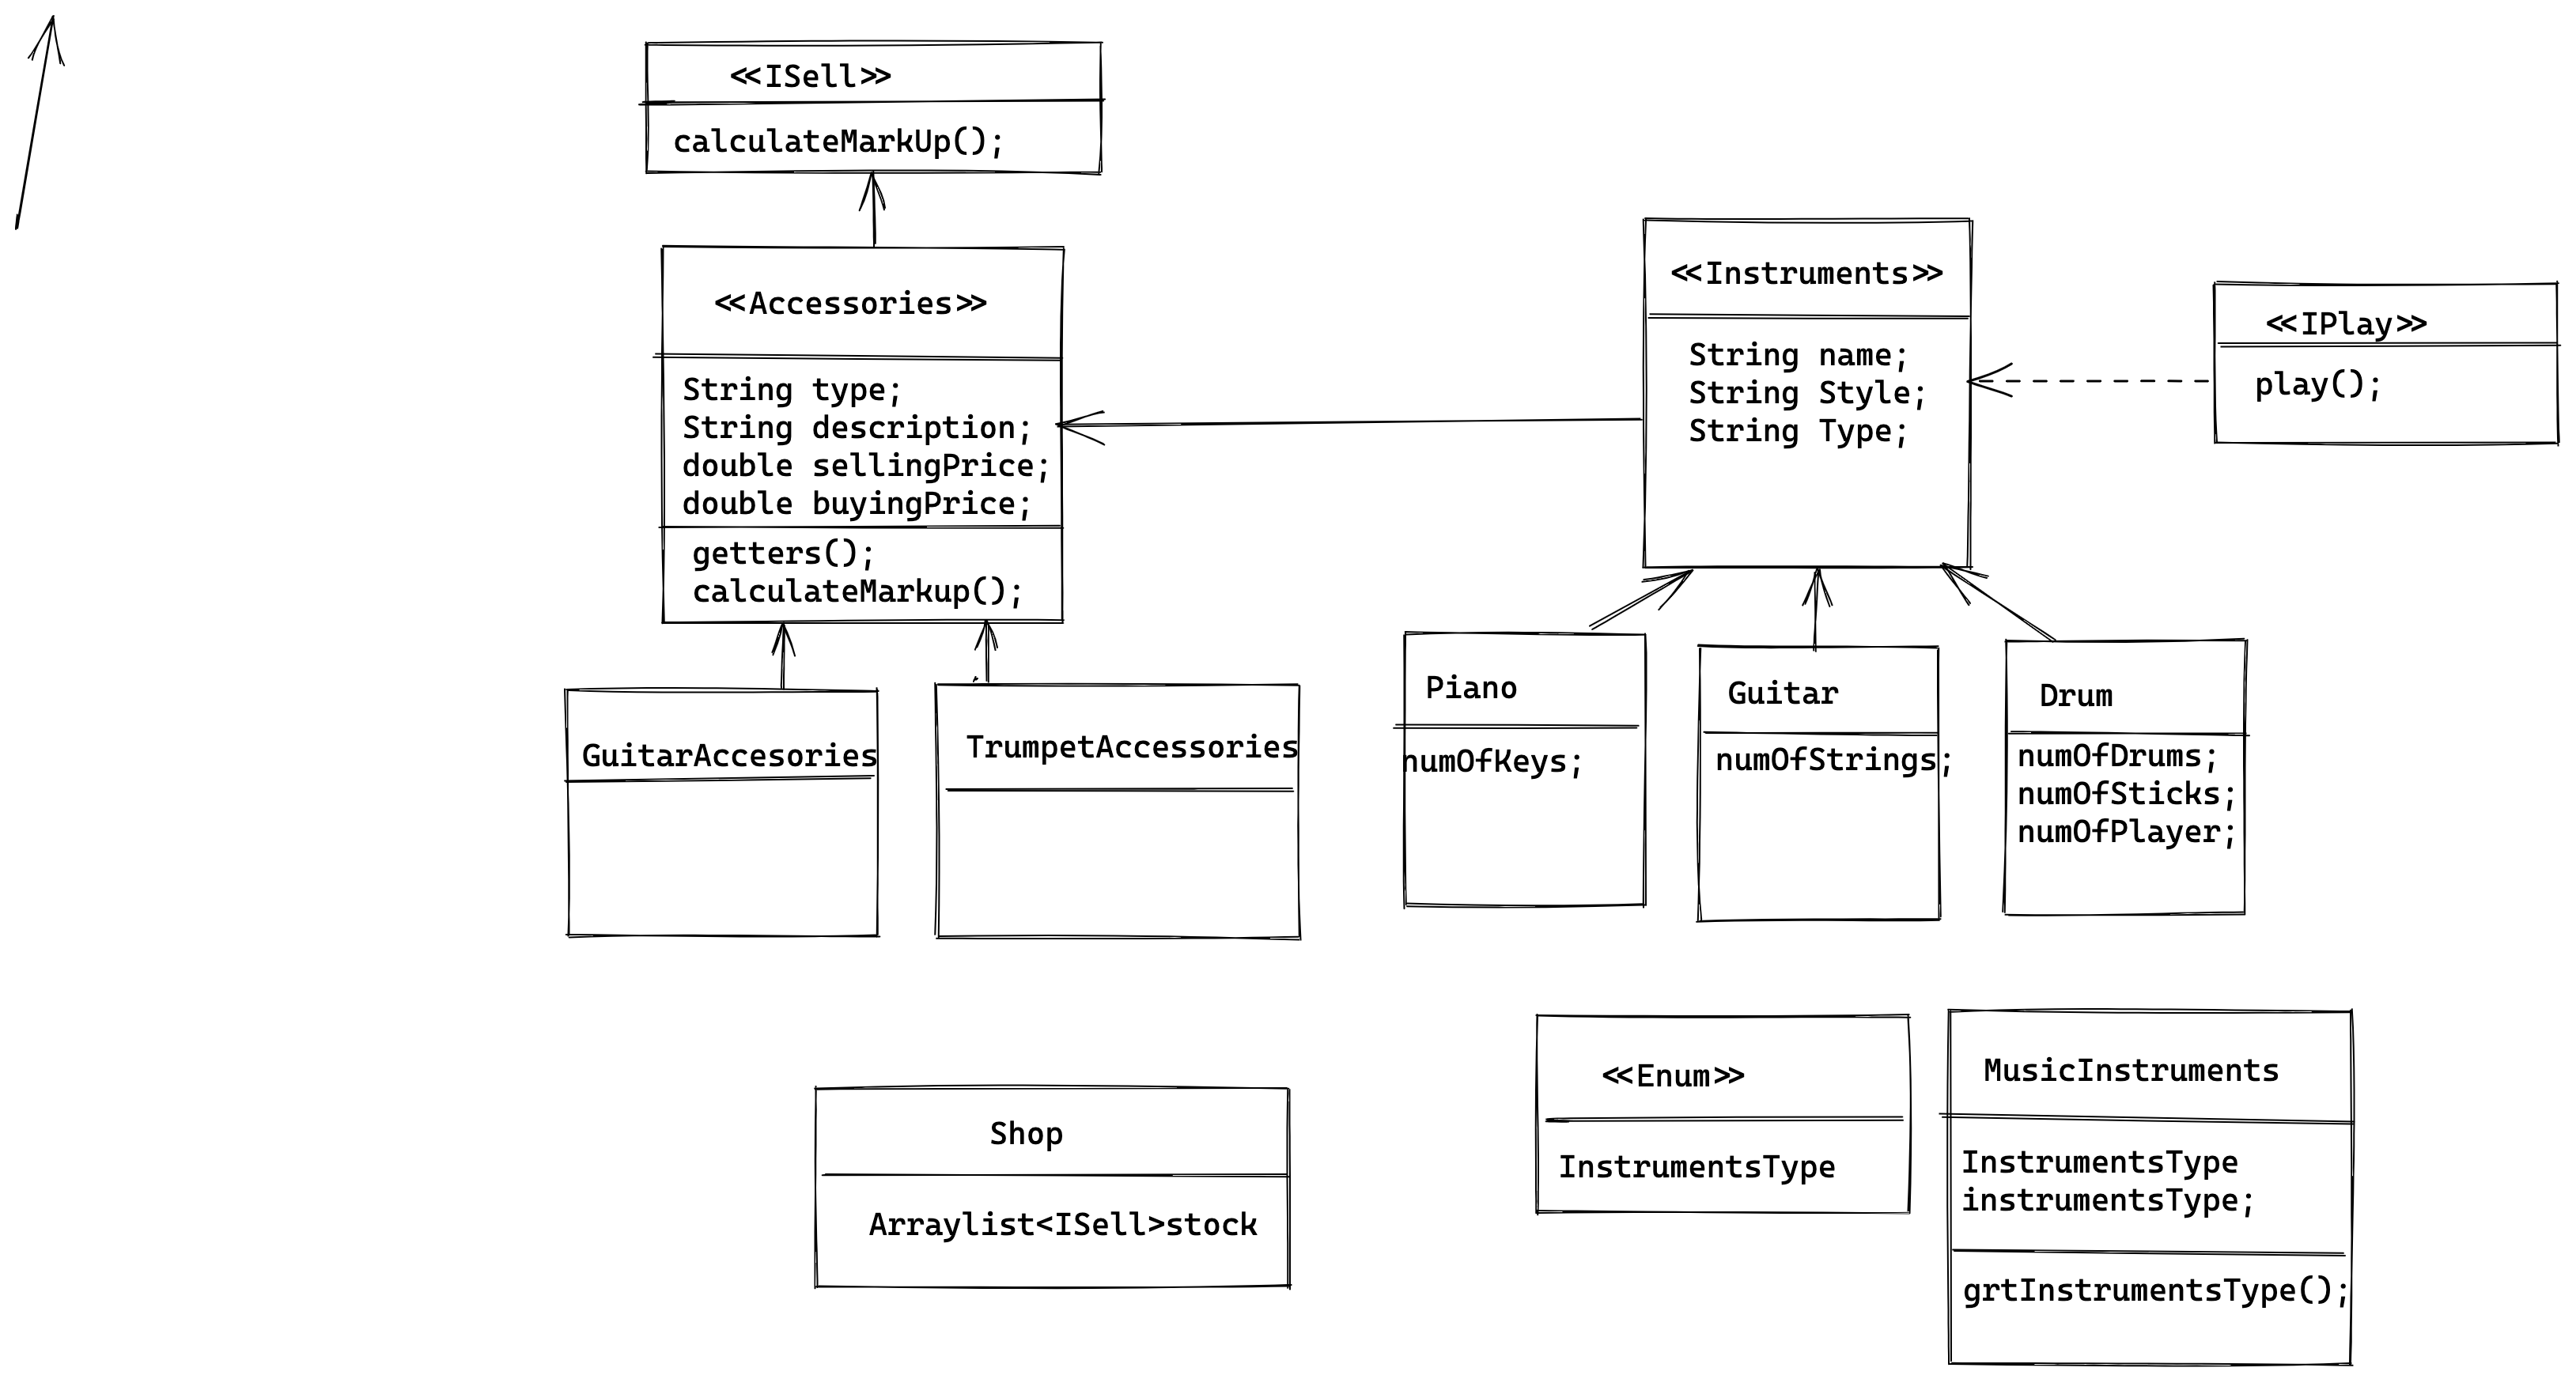 <<ISell>>
calculateMarkUp();
<<Accessories>>
String type;
String description;
double sellingPrice;
double buyingPrice;
getters();
calculateMarkup();
<<Instruments>>
String name;
String Style;
String Type;
<<IPlay>>
play();
GuitarAccesories
TrumpetAccessories
Piano
numOfKeys;
Guitar
numOfStrings;
Drum
numOfDrums;
numOfSticks;
numOfPlayer;
Shop
Arraylist<ISell>stock
<<Enum>>
InstrumentsType
MusicInstruments
InstrumentsType
instrumentsType;
grtInstrumentsType();